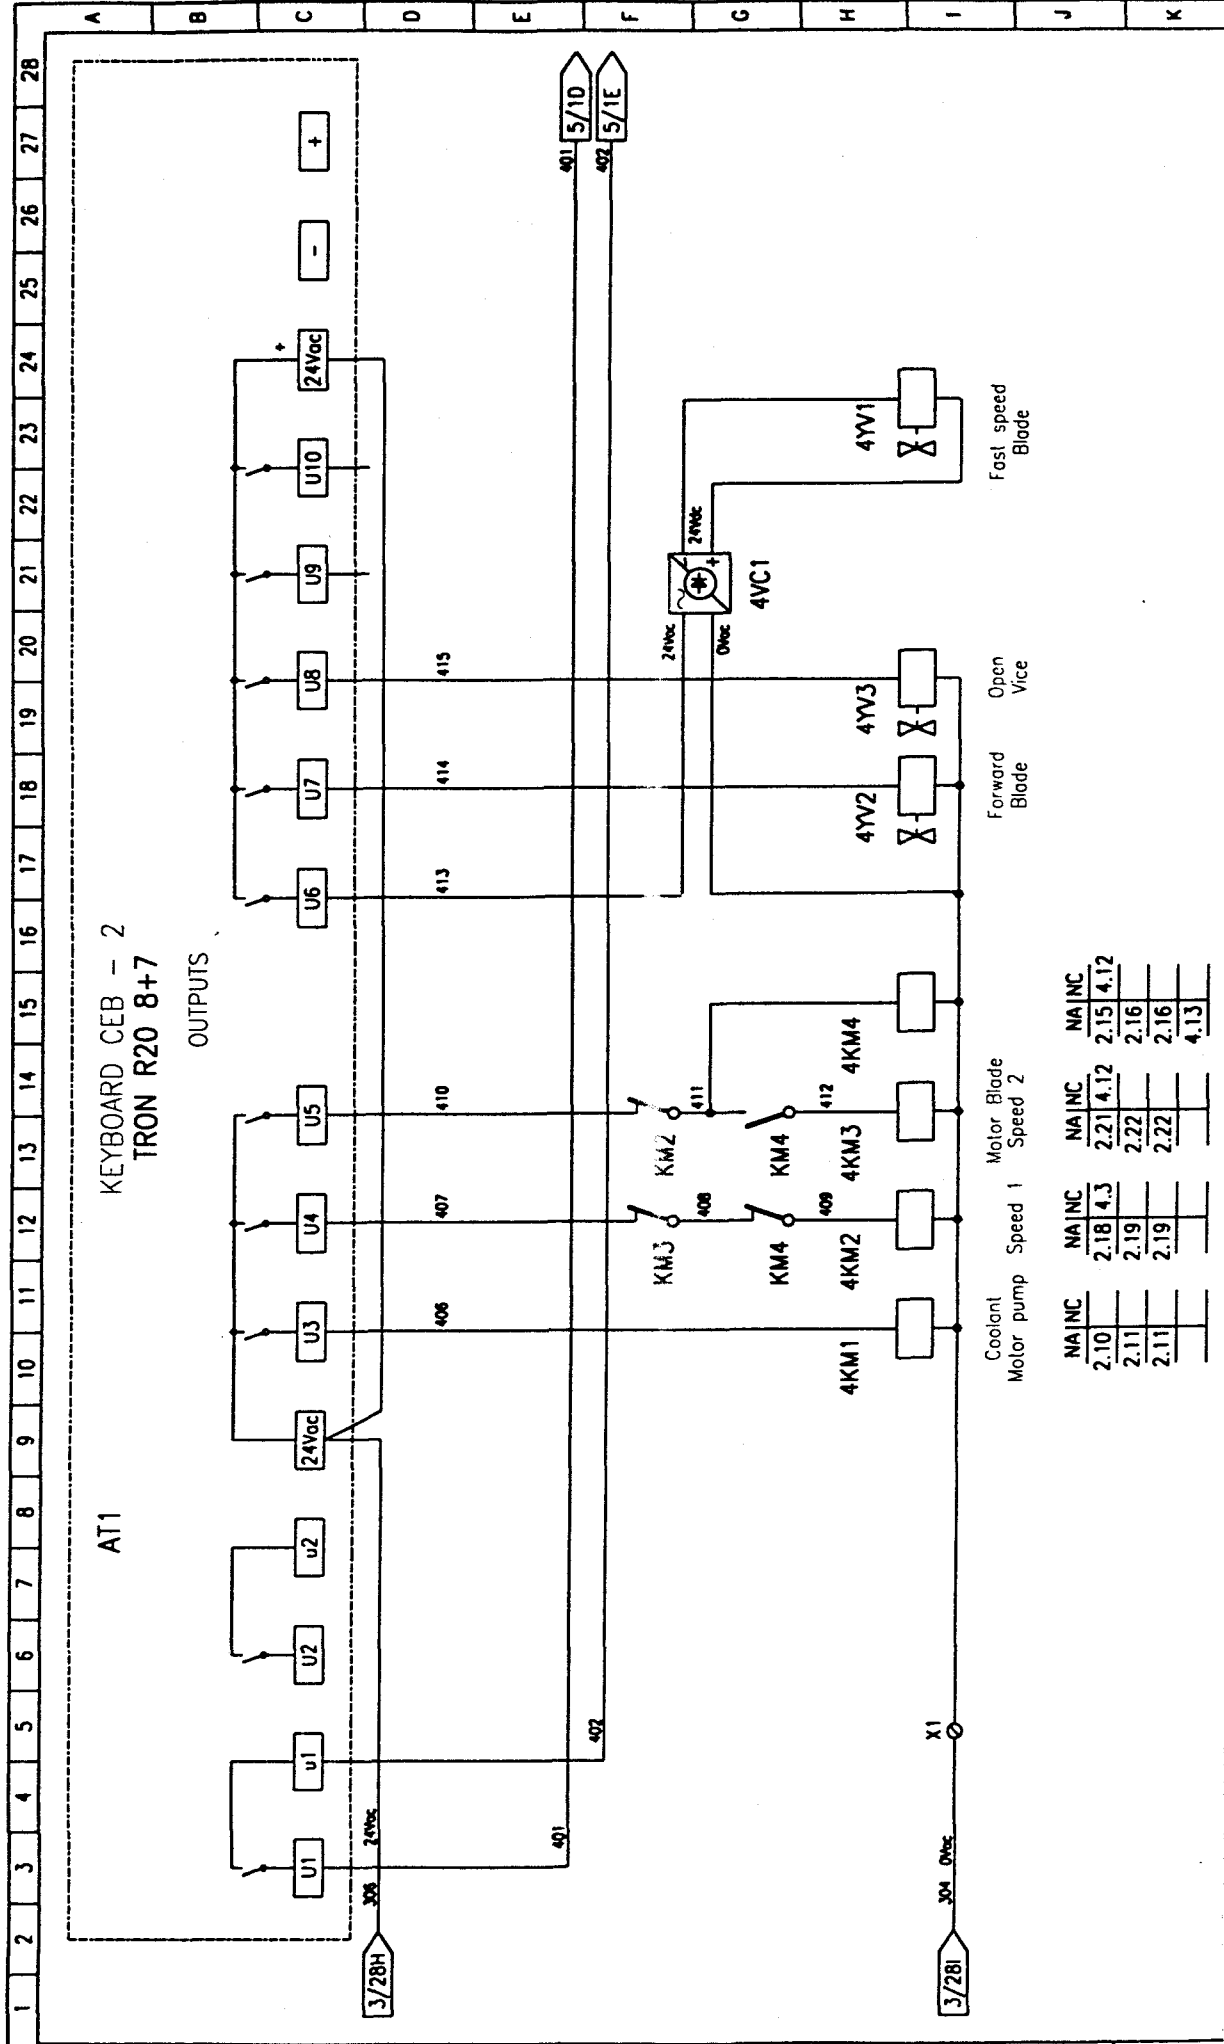 1 2 3 4 5 6 7 8 9 10 11 12 13 14 15 16 17 18 19 20 21 22 23 24 25 26 27 28
A
B
C
D
E
F
G
H
I
J
K
AT1
KEYBOARD CEB - 2
TRON R20 8+7
OUTPUTS
+
U1 u1 U2 u2 24Vac U3 U4 U5 U6 U7 U8 U9 U10 24Vac - +
3/28H
306 24Vac
406 407 410 413 414 415
401 401
5/1D
402 402
5/1E
KM3 KM2
408 411
24Vac 24Vdc
0Vac
~ - +
4VC1
KM4 KM4
409 412
4KM1 4KM2 4KM3 4KM4 4YV2 4YV3 4YV1
3/28I
304 0Vac
X1
Coolant
Motor pump
Speed 1
Motor Blade
Speed 2
Forward
Blade
Open
Vice
Fast speed
Blade
NA NC NA NC NA NC NA NC
2.10 2.18 4.3 2.21 4.12 2.15 4.12
2.11 2.19 2.22 2.16
2.11 2.19 2.22 2.16
4.13